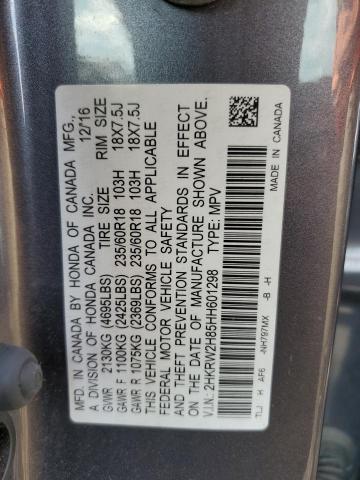 MFD. IN CANADA BY HONDA OF CANADA MFG.,
A DIVISION OF HONDA CANADA INC. 12/16
TIRE SIZE RIM SIZE
GVWR 2130KG (4695LBS)
GAWR F 1100KG (2425LBS) 235/60R18 103H 18X7.5J
GAWR R 1075KG (2369LBS) 235/60R18 103H 18X7.5J
THIS VEHICLE CONFORMS TO ALL APPLICABLE
FEDERAL MOTOR VEHICLE SAFETY
AND THEFT PREVENTION STANDARDS IN EFFECT
ON THE DATE OF MANUFACTURE SHOWN ABOVE.
V.I.N.: 2HKRW2H85HH601298 TYPE: MPV
TLJ H AF6 -NH797MX -B -H
MADE IN CANADA